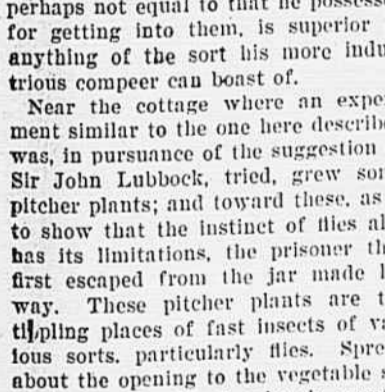 perhaps not equal to that he possess
for getting into them, is superior
anything of the sort his more indu
trious compeer can boast of.
Near the cottage where an expe
ment similar to the one here describe
was, in pursuance of the suggestion
Sir John Lubbock, tried, grew so
pitcher plants; and toward these, as
to show that the instinct of flies al
has its limitations, the prisoner th
first escaped from the jar made
way. These pitcher plants are t
tippling places of fast insects of va
ious sorts, particularly flies. Spre
about the opening to the vegetable